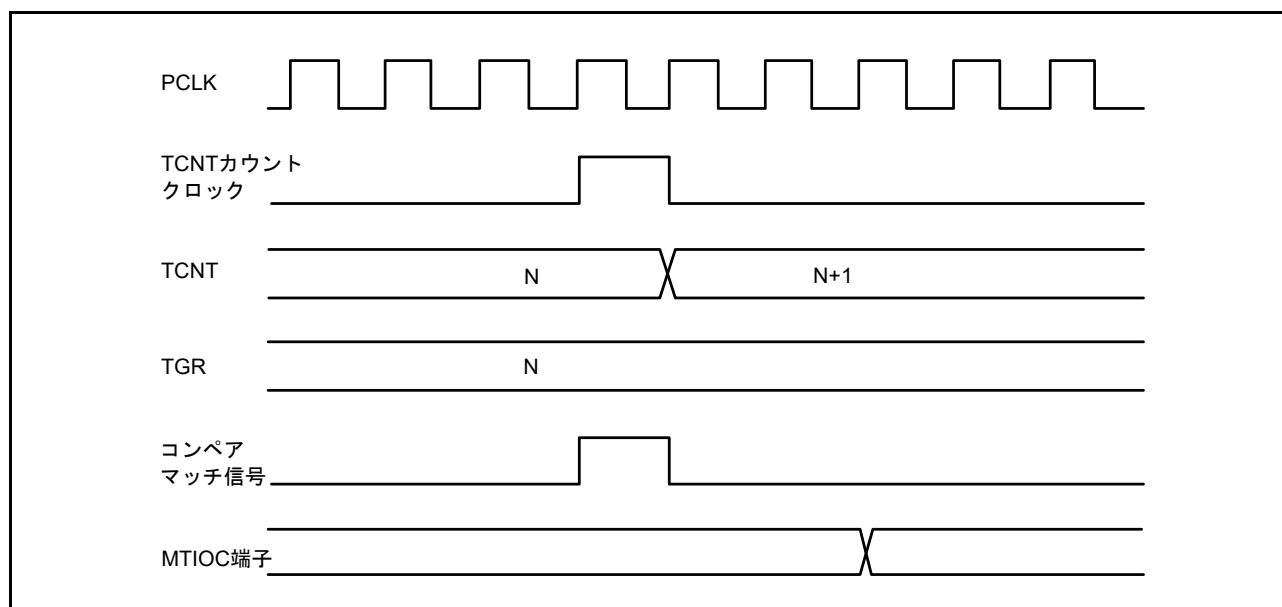 PCLK
TCNTカウント
クロック
TCNT
N
N+1
TGR
N
コンペア
マッチ信号
MTIOC端子